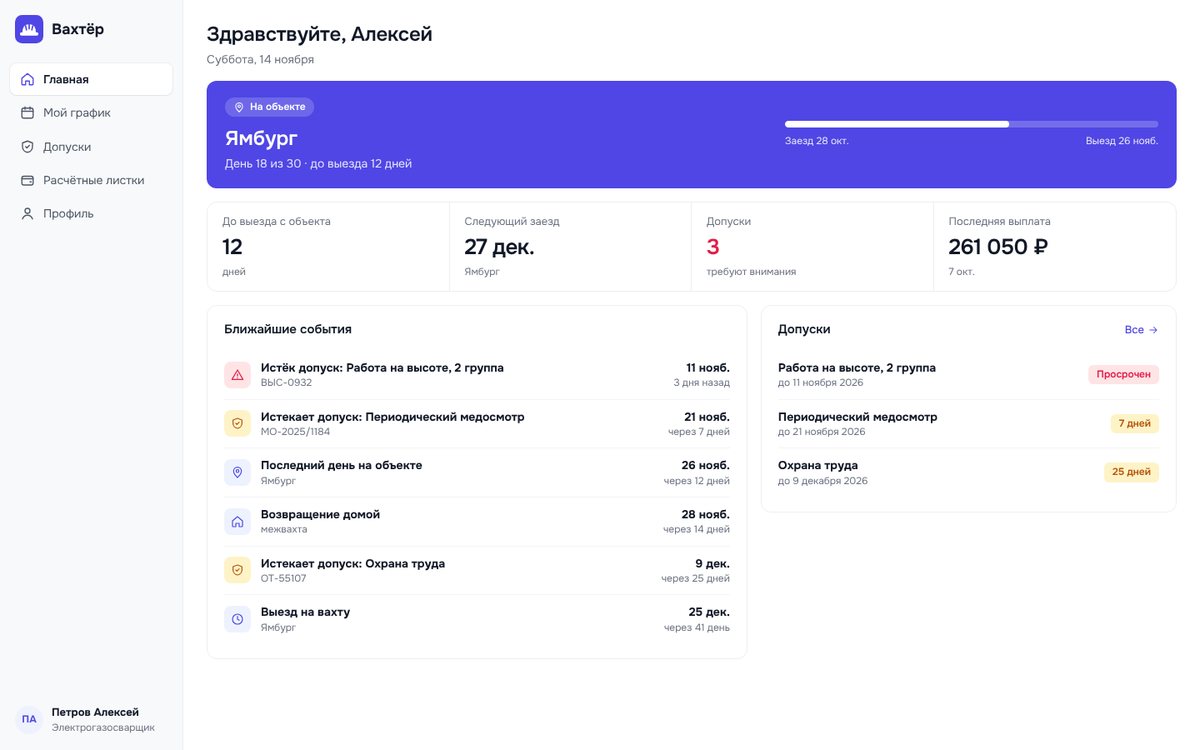 Вахтёр
Главная
Мой график
Допуски
Расчётные листки
Профиль
ПА
Петров Алексей
Электрогазосварщик
Здравствуйте, Алексей
Суббота, 14 ноября
На объекте
Ямбург
День 18 из 30 · до выезда 12 дней
Заезд 28 окт. Выезд 26 нояб.
До выезда с объекта
12
дней
Следующий заезд
27 дек.
Ямбург
Допуски
3
требуют внимания
Последняя выплата
261 050 ₽
7 окт.
Ближайшие события
Истёк допуск: Работа на высоте, 2 группа 11 нояб.
ВЫС-0932 3 дня назад
Истекает допуск: Периодический медосмотр 21 нояб.
МО-2025/1184 через 7 дней
Последний день на объекте 26 нояб.
Ямбург через 12 дней
Возвращение домой 28 нояб.
межвахта через 14 дней
Истекает допуск: Охрана труда 9 дек.
ОТ-55107 через 25 дней
Выезд на вахту 25 дек.
Ямбург через 41 день
Допуски Все →
Работа на высоте, 2 группа
до 11 ноября 2026
Просрочен
Периодический медосмотр
до 21 ноября 2026
7 дней
Охрана труда
до 9 декабря 2026
25 дней